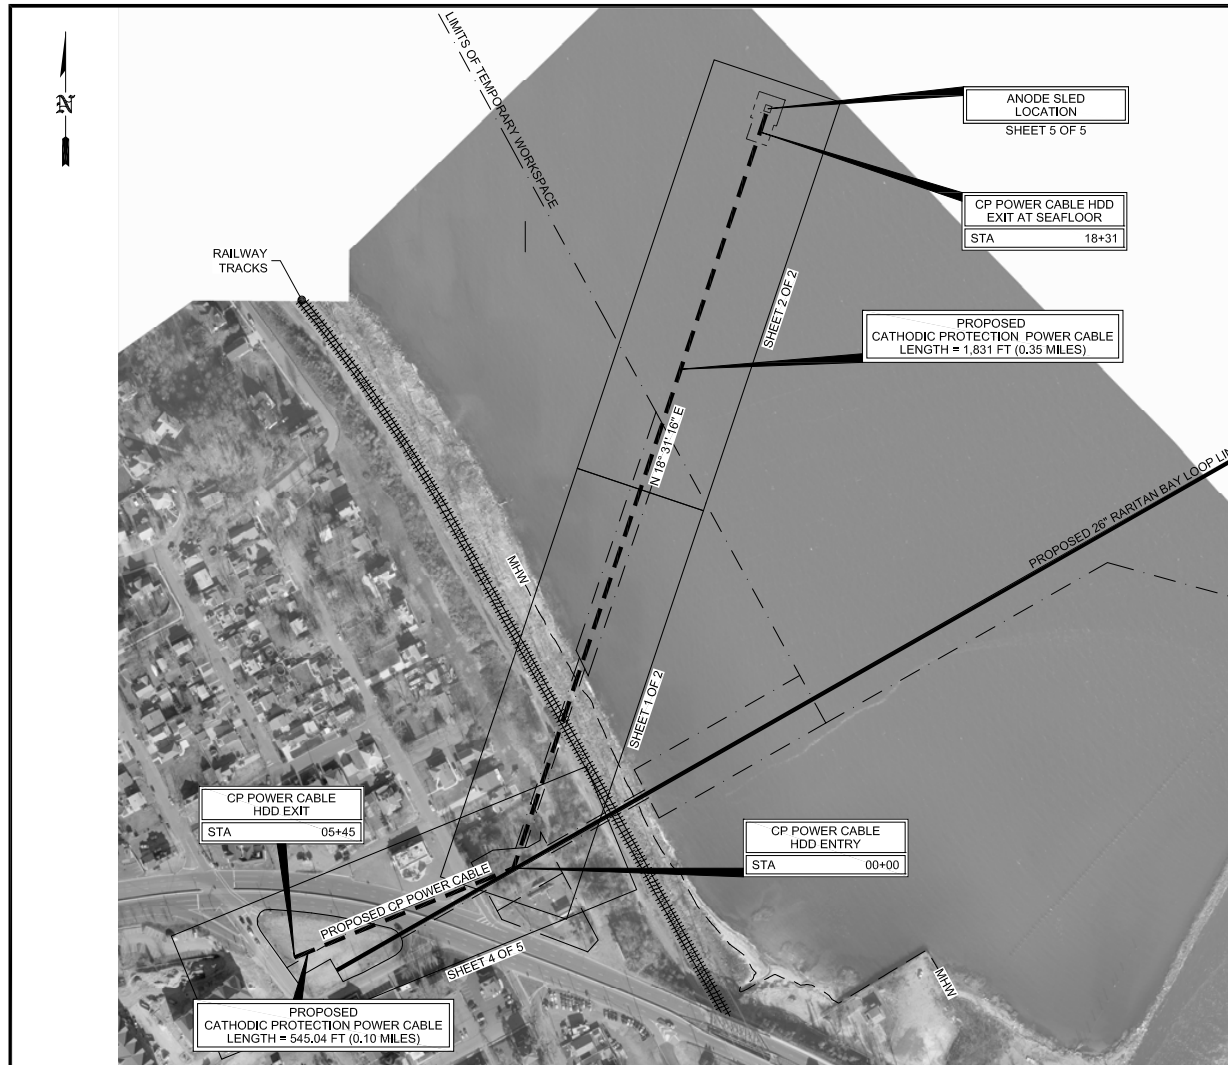 N
LIMITS OF TEMPORARY WORKSPACE
ANODE SLED
LOCATION
SHEET 5 OF 5
CP POWER CABLE HDD
EXIT AT SEAFLOOR
STA 18+31
RAILWAY
TRACKS
SHEET 2 OF 2
PROPOSED
CATHODIC PROTECTION POWER CABLE
LENGTH = 1,831 FT (0.35 MILES)
N 18° 31' 16" E
PROPOSED 26" RARITAN BAY LOOP LIN
MHW
SHEET 1 OF 2
CP POWER CABLE
HDD EXIT
STA 05+45
CP POWER CABLE
HDD ENTRY
STA 00+00
PROPOSED CP POWER CABLE
SHEET 4 OF 5
MHW
PROPOSED
CATHODIC PROTECTION POWER CABLE
LENGTH = 545.04 FT (0.10 MILES)